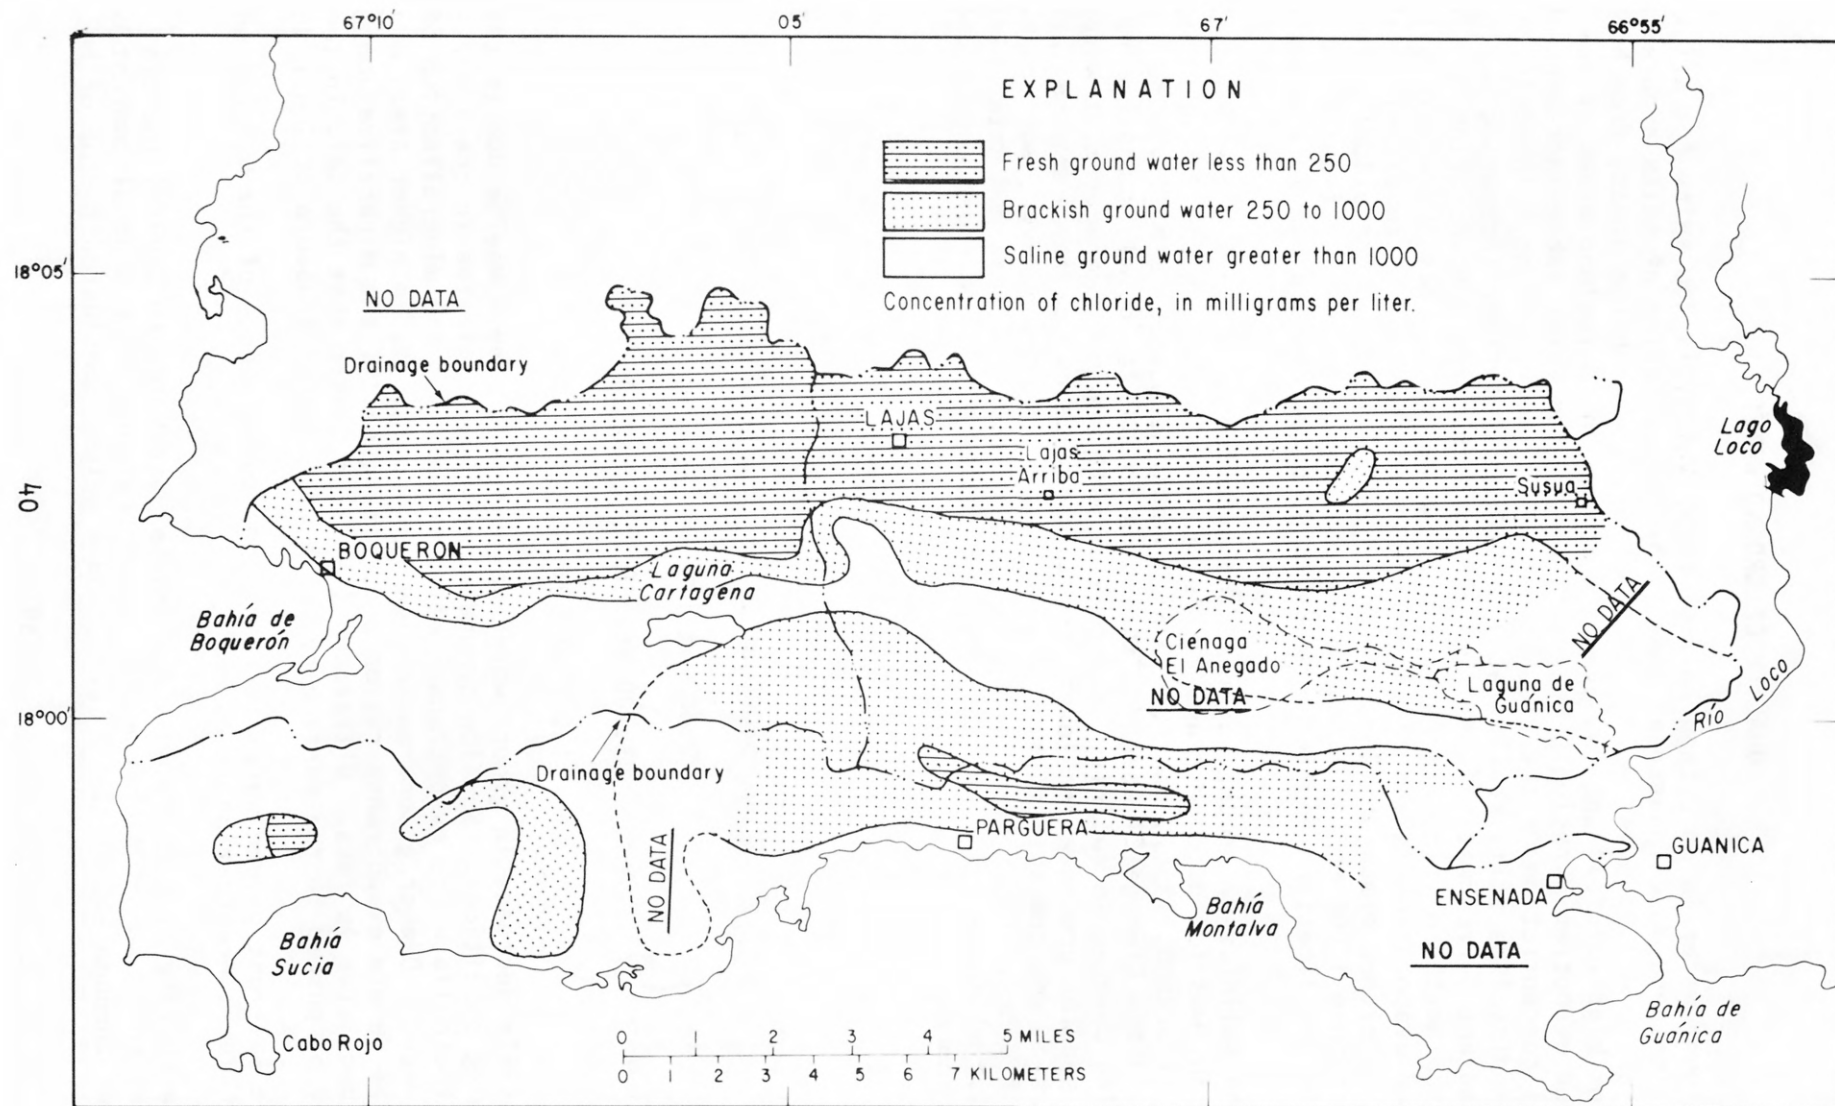 67°10′
05′
67′
66°55′
EXPLANATION
Fresh ground water less than 250
Brackish ground water 250 to 1000
Saline ground water greater than 1000
Concentration of chloride, in milligrams per liter.
18°05′
NO DATA
Drainage boundary
LAJAS
Lajas
Arriba
Susua
Lago
Loco
40
BOQUERON
Laguna
Cartagena
Bahía de
Boquerón
Ciénaga
El Anegado
NO DATA
NO DATA
Laguna de
Guánica
Río Loco
18°00′
Drainage boundary
NO DATA
PARGUERA
GUANICA
ENSENADA
Bahía
Montalva
NO DATA
Bahía
Sucia
Cabo Rojo
Bahía de
Guánica
0 1 2 3 4 5 MILES
0 1 2 3 4 5 6 7 KILOMETERS